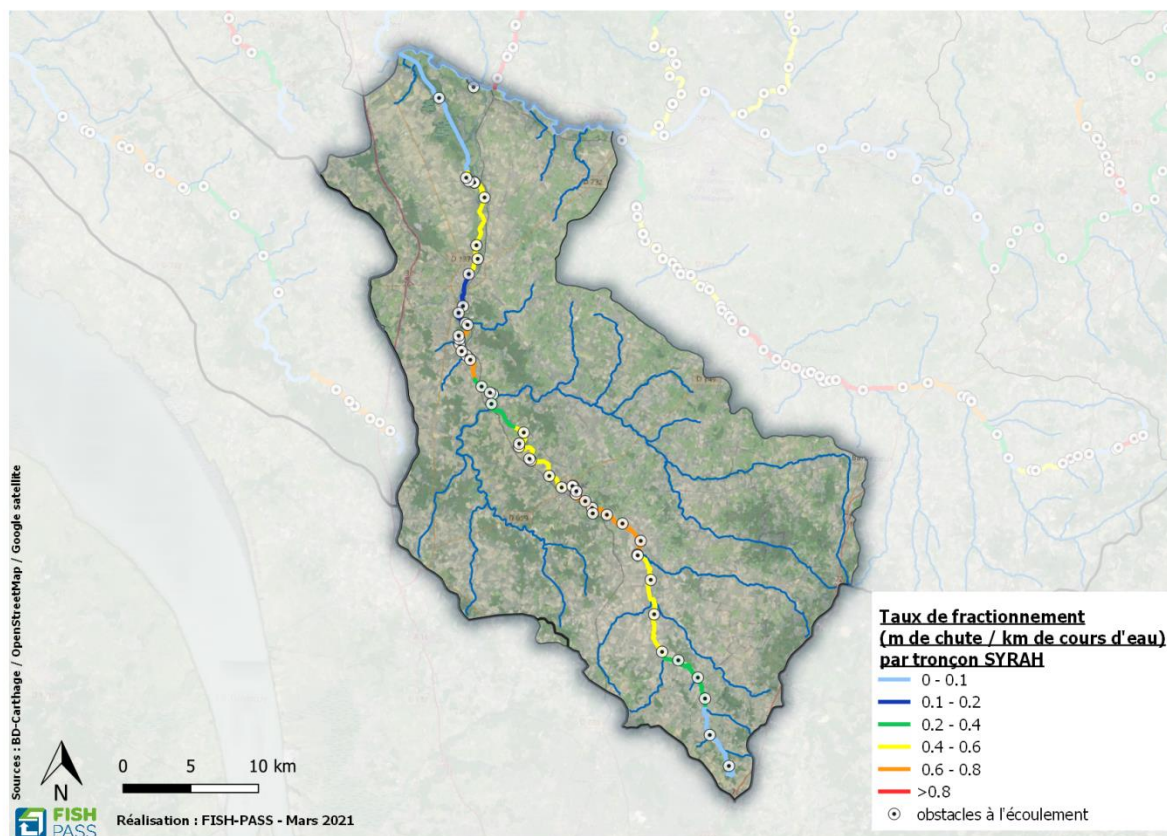 Sources : BD-Carthage / OpenStreetMap / Google satellite
D 730
Taux de fractionnement
(m de chute / km de cours d'eau)
par tronçon SYRAH
0 - 0.1
0.1 - 0.2
0.2 - 0.4
0.4 - 0.6
0.6 - 0.8
>0.8
obstacles à l'écoulement
N
0 5 10 km
FISH
PASS
Réalisation : FISH-PASS - Mars 2021